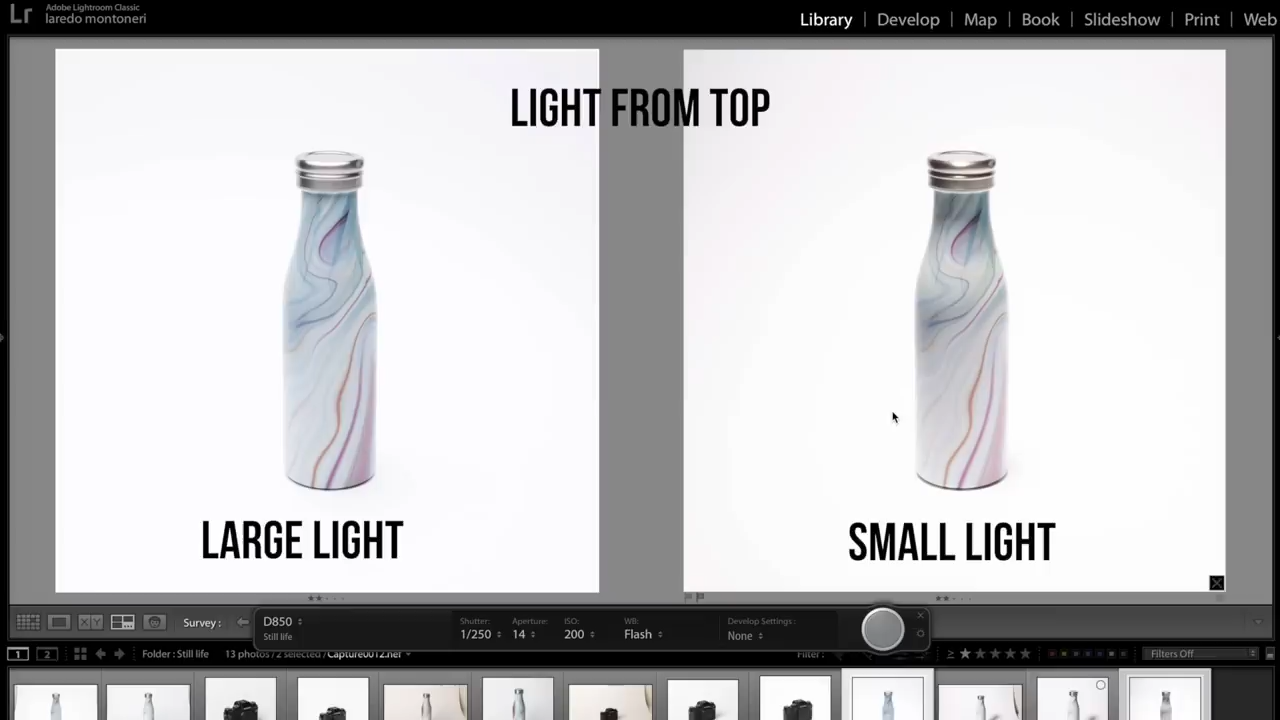 Lr
Adobe Lightroom Classic
laredo montoneri
Library | Develop | Map | Book | Slideshow | Print | Web
LIGHT FROM TOP
LARGE LIGHT
SMALL LIGHT
Survey :
D850
Still life
Shutter:
1/250
Aperture:
14
ISO:
200
WB:
Flash
Develop Settings :
None
1
2
Folder : Still life
13 photos / 2 selected / Capture0012.nef
Filter :
Filters Off